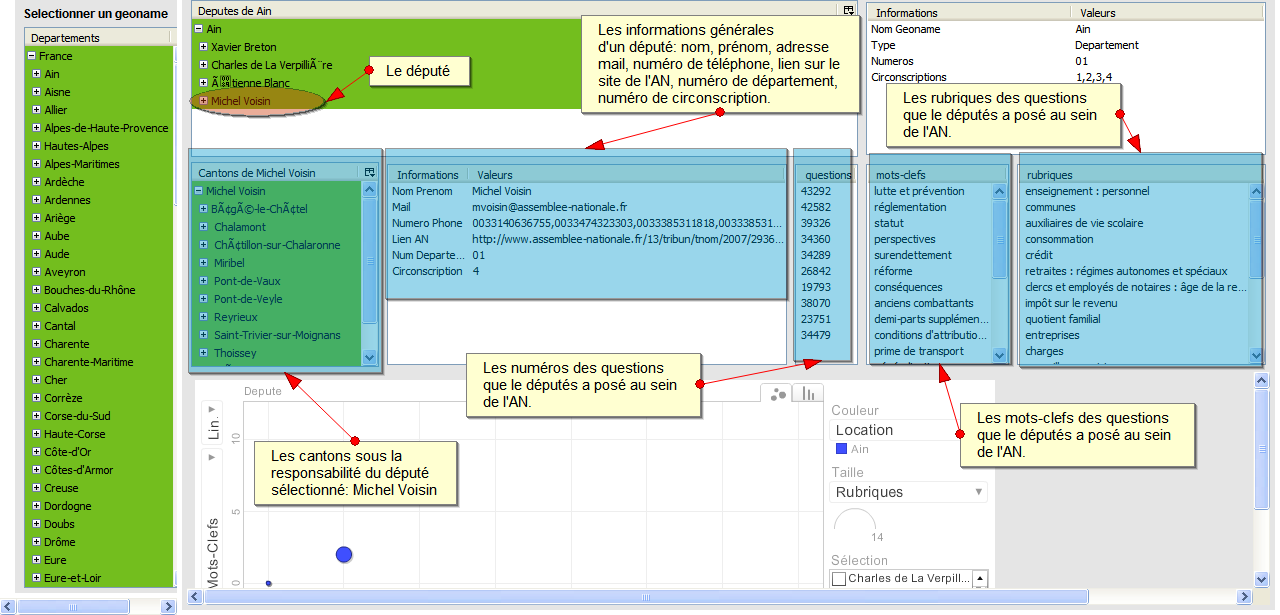 Selectionner un geoname
Departements
France
Ain
Aisne
Allier
Alpes-de-Haute-Provence
Hautes-Alpes
Alpes-Maritimes
Ardèche
Ardennes
Ariège
Aube
Aude
Aveyron
Bouches-du-Rhône
Calvados
Cantal
Charente
Charente-Maritime
Cher
Corrèze
Corse-du-Sud
Haute-Corse
Côte-d'Or
Côtes-d'Armor
Creuse
Dordogne
Doubs
Drôme
Eure
Eure-et-Loir
Deputes de Ain
Ain
Xavier Breton
Charles de La VerpilliÃ¨re
Ãtienne Blanc
Michel Voisin
Le député
Les informations générales
d'un député: nom, prénom, adresse
mail, numéro de téléphone, lien sur le
site de l'AN, numéro de département,
numéro de circonscription.
Informations Valeurs
Nom Geoname Ain
Type Departement
Numeros 01
Circonscriptions 1,2,3,4
Les rubriques des questions
que le députés a posé au sein
de l'AN.
Cantons de Michel Voisin
Michel Voisin
BÃ¢gÃ©-le-ChÃ¢tel
Chalamont
ChÃ¢tillon-sur-Chalaronne
Miribel
Pont-de-Vaux
Pont-de-Veyle
Reyrieux
Saint-Trivier-sur-Moignans
Thoissey
Informations Valeurs
Nom Prenom Michel Voisin
Mail mvoisin@assemblee-nationale.fr
Numero Phone 0033140636755,0033474323303,0033385311818,003338531...
Lien AN http://www.assemblee-nationale.fr/13/tribun/tnom/2007/2936...
Num Departe... 01
Circonscription 4
questions
43292
42582
39326
34360
34289
26842
19793
38070
23751
34479
mots-clefs
lutte et prévention
réglementation
statut
perspectives
surendettement
réforme
conséquences
anciens combattants
demi-parts supplémen...
conditions d'attributio...
prime de transport
rubriques
enseignement : personnel
communes
auxiliaires de vie scolaire
consommation
crédit
retraites : régimes autonomes et spéciaux
clercs et employés de notaires : âge de la re...
impôt sur le revenu
quotient familial
entreprises
charges
Les numéros des questions
que le députés a posé au sein
de l'AN.
Les mots-clefs des questions
que le députés a posé au sein
de l'AN.
Les cantons sous la
responsabilité du député
sélectionné: Michel Voisin
Depute
Lin.
Mots-Clefs
10
5
0
Couleur
Location
Ain
Taille
Rubriques
14
Sélection
Charles de La Verpill...